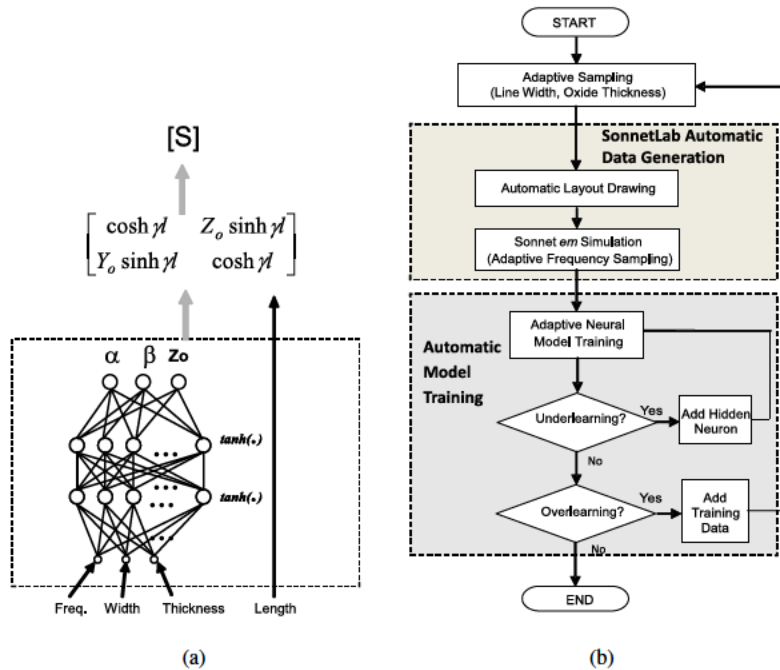 [S]
cosh γl Zo sinh γl
Yo sinh γl cosh γl
α β Zo
tanh(.)
...
tanh(.)
...
...
...
Freq. Width Thickness Length
(a)
START
Adaptive Sampling
(Line Width, Oxide Thickness)
SonnetLab Automatic
Data Generation
Automatic Layout Drawing
Sonnet em Simulation
(Adaptive Frequency Sampling)
Adaptive Neural
Model Training
Automatic
Model
Training
Underlearning?
Yes
Add Hidden
Neuron
No
Overlearning?
Yes
Add
Training
Data
No
END
(b)